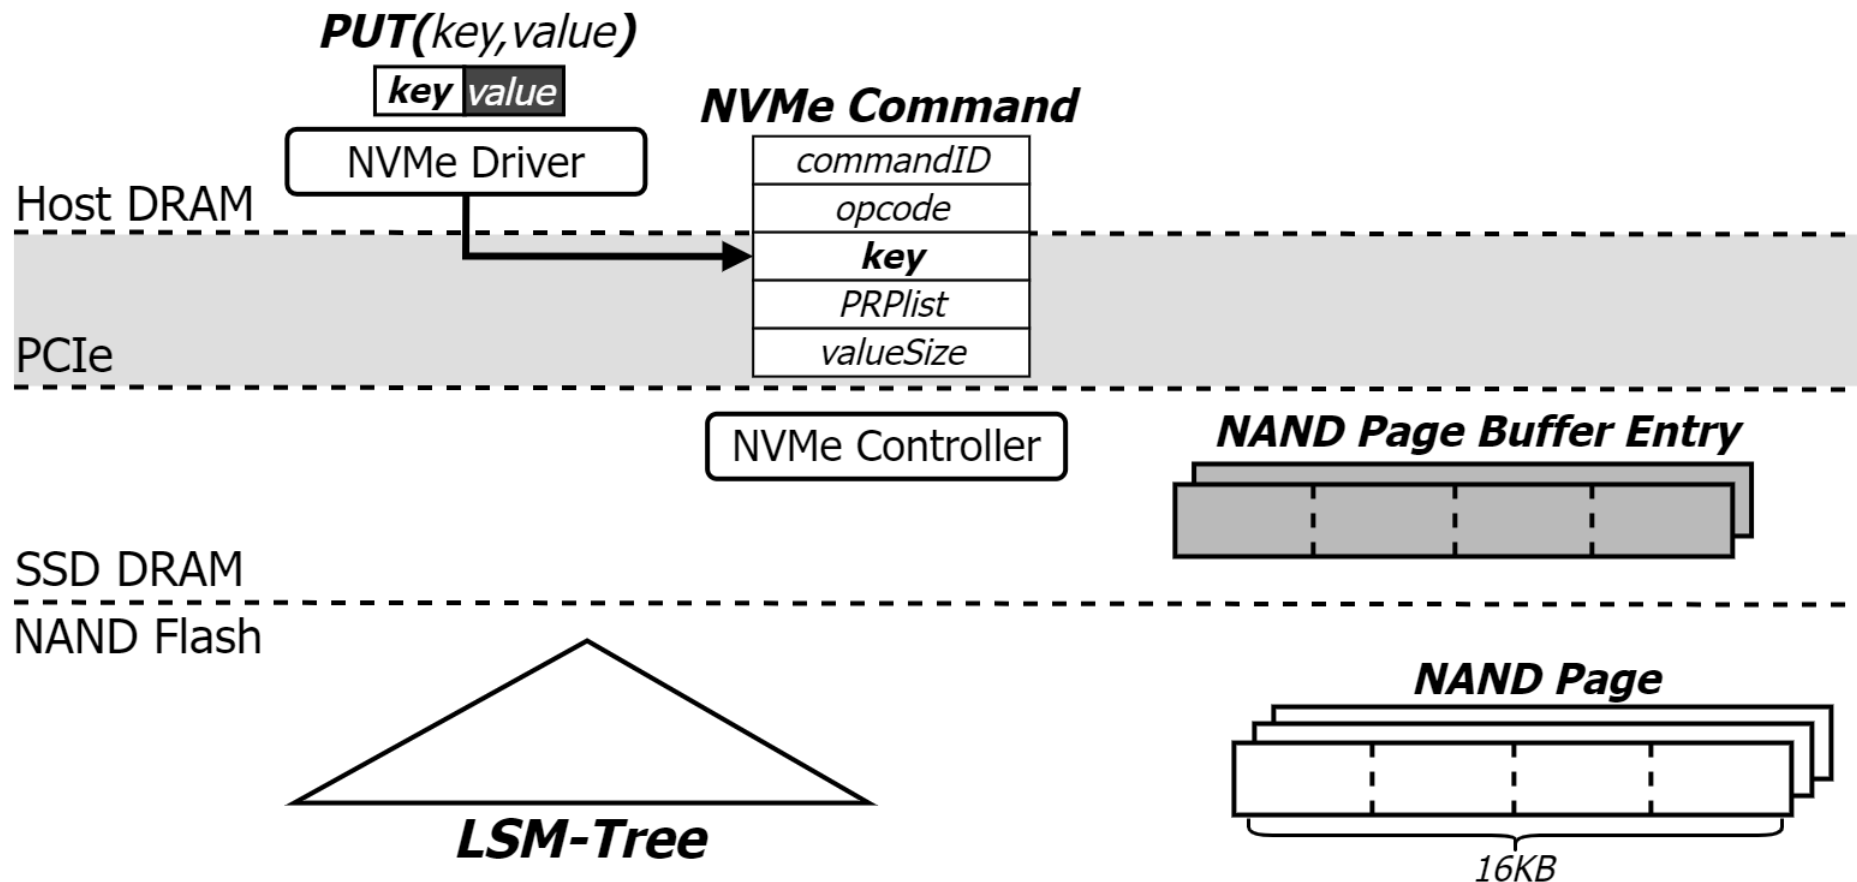 PUT(key,value)
key value
NVMe Driver
NVMe Command
commandID
opcode
key
PRPlist
valueSize
Host DRAM
PCIe
NVMe Controller
NAND Page Buffer Entry
SSD DRAM
NAND Flash
LSM-Tree
NAND Page
16KB